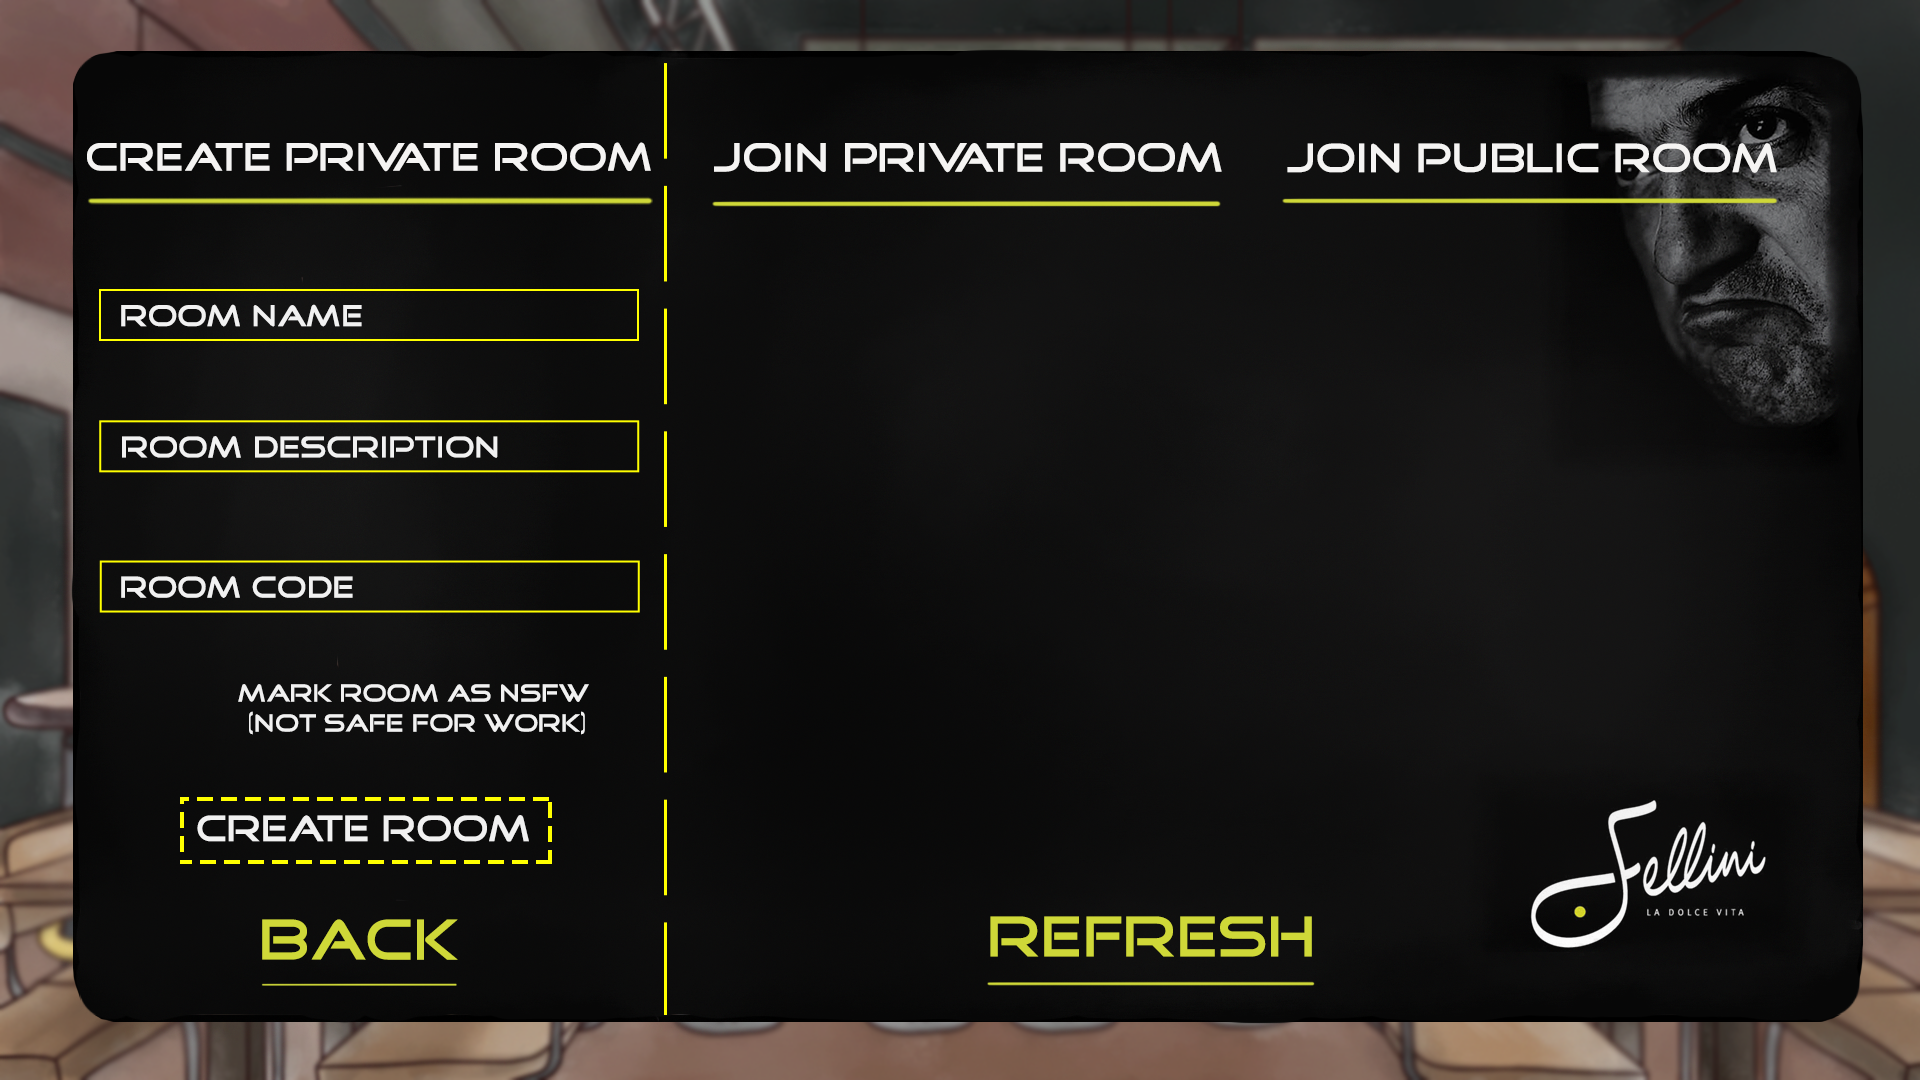 CREATE PRIVATE ROOM
JOIN PRIVATE ROOM
JOIN PUBLIC ROOM
ROOM NAME
ROOM DESCRIPTION
ROOM CODE
MARK ROOM AS NSFW
(NOT SAFE FOR WORK)
CREATE ROOM
BACK
REFRESH
Fellini
LA DOLCE VITA